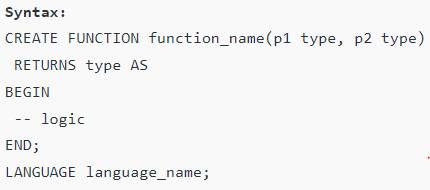 Syntax:
CREATE FUNCTION function_name(p1 type, p2 type)
 RETURNS type AS
BEGIN
 -- logic
END;
LANGUAGE language_name;